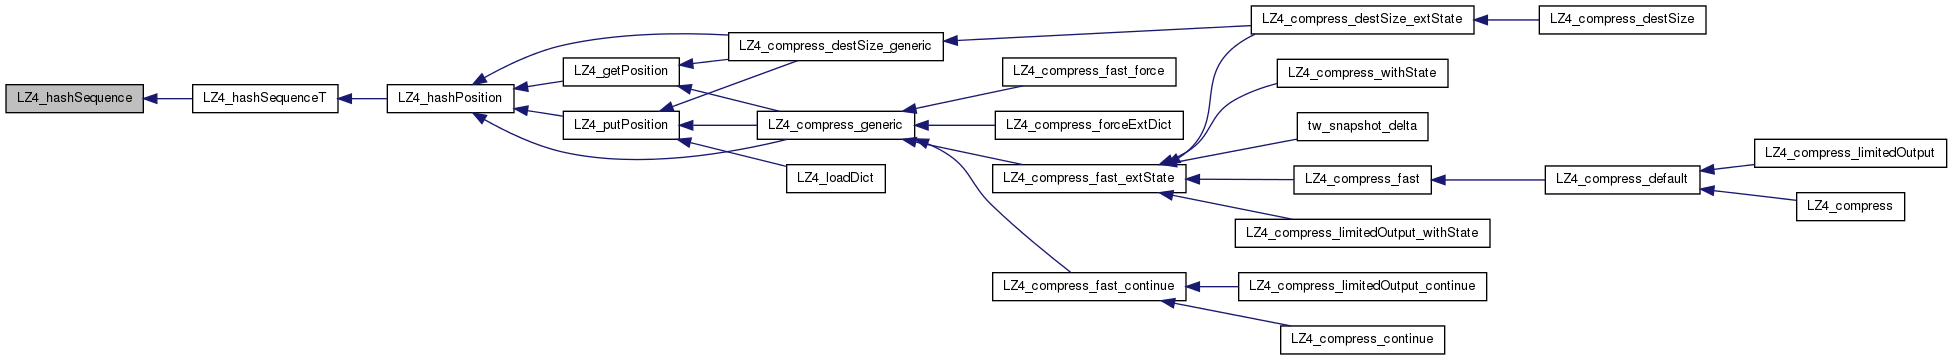 LZ4_hashSequence
LZ4_hashSequenceT
LZ4_hashPosition
LZ4_compress_destSize_generic
LZ4_getPosition
LZ4_putPosition
LZ4_compress_generic
LZ4_loadDict
LZ4_compress_destSize_extState
LZ4_compress_destSize
LZ4_compress_fast_force
LZ4_compress_forceExtDict
LZ4_compress_fast_extState
LZ4_compress_fast_continue
LZ4_compress_withState
tw_snapshot_delta
LZ4_compress_fast
LZ4_compress_limitedOutput_withState
LZ4_compress_limitedOutput_continue
LZ4_compress_continue
LZ4_compress_default
LZ4_compress_limitedOutput
LZ4_compress